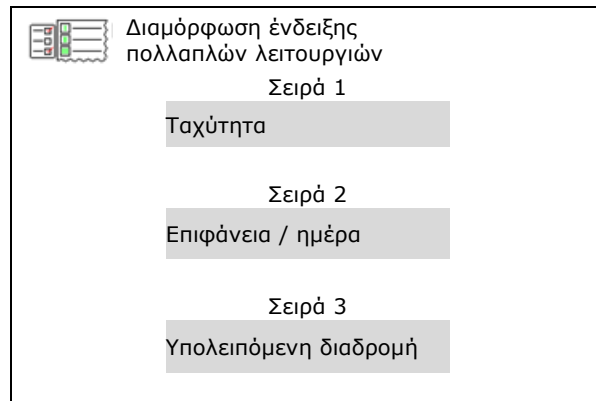 Διαμόρφωση ένδειξης
πολλαπλών λειτουργιών
Σειρά 1
Ταχύτητα
Σειρά 2
Επιφάνεια / ημέρα
Σειρά 3
Υπολειπόμενη διαδρομή